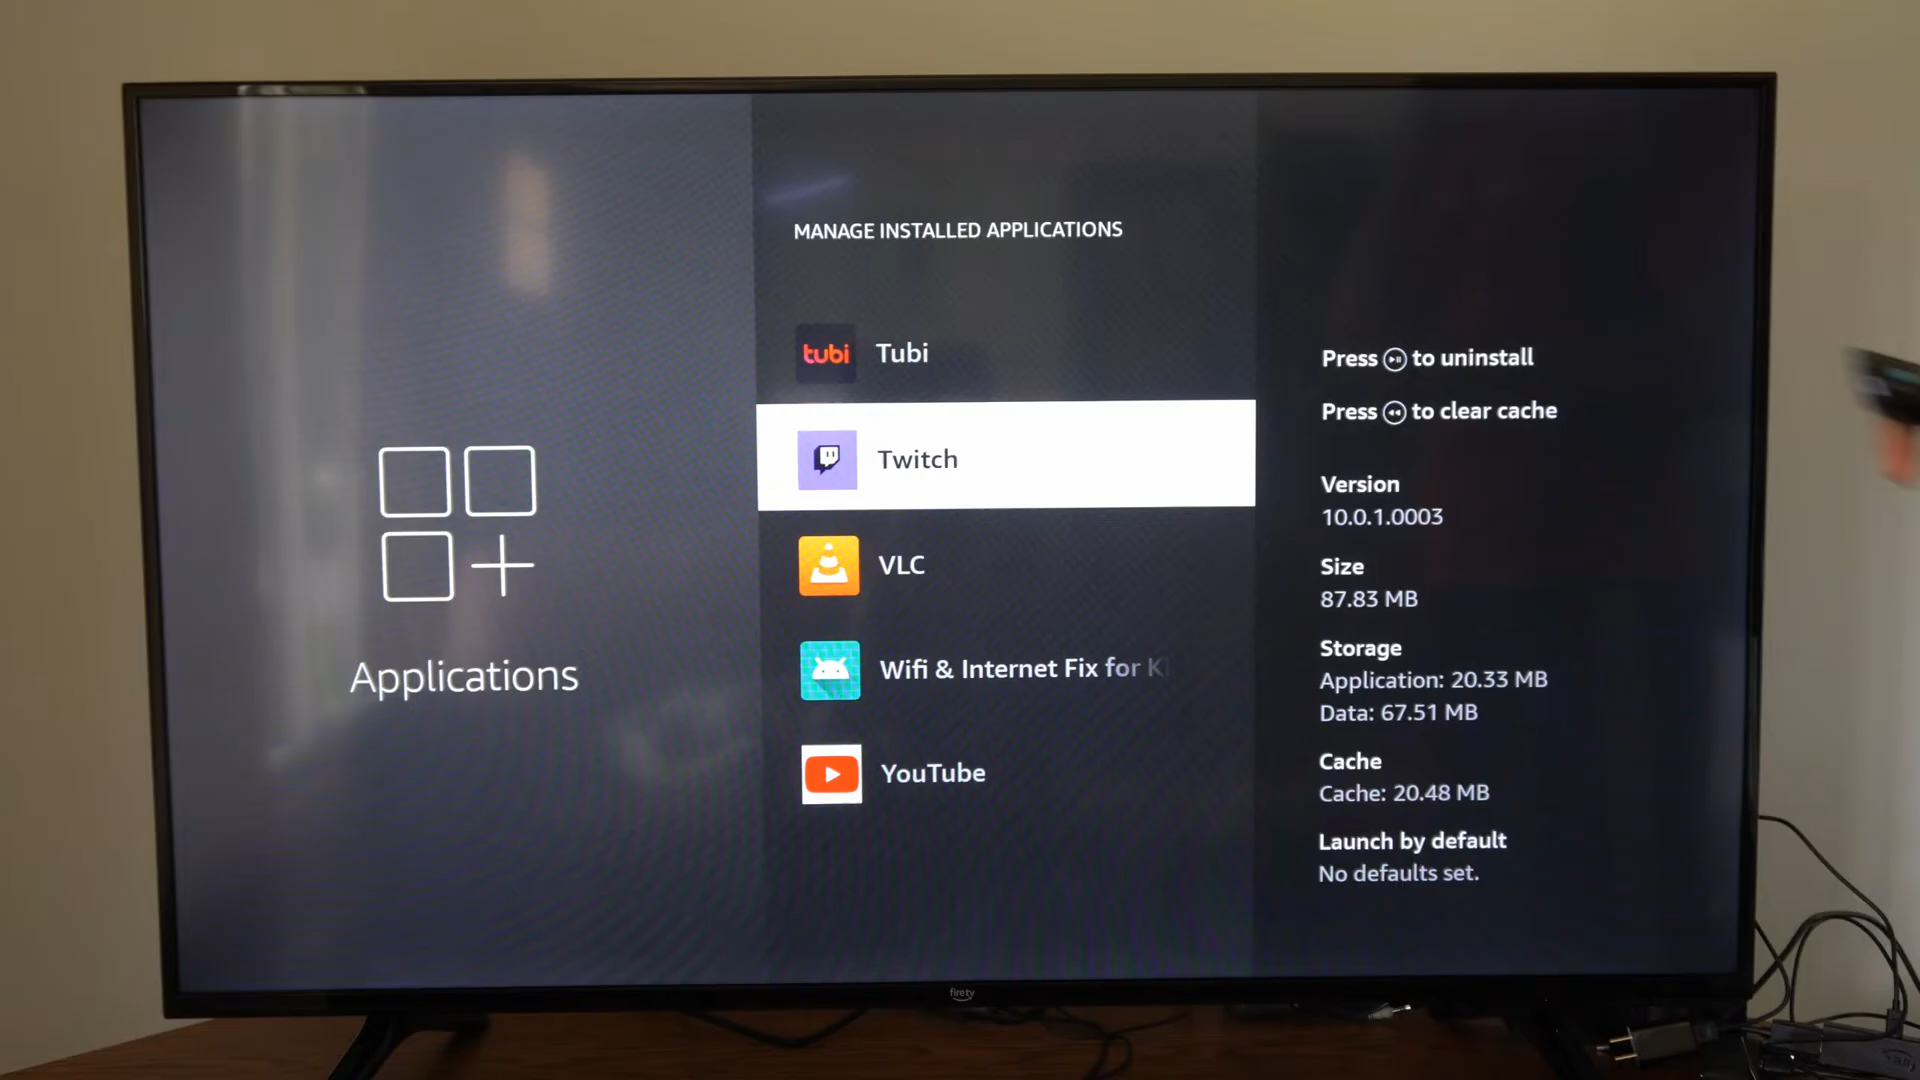 MANAGE INSTALLED APPLICATIONS
tubi
Tubi
Twitch
VLC
Wifi & Internet Fix for K
YouTube
Applications
Press to uninstall
Press to clear cache
Version
10.0.1.0003
Size
87.83 MB
Storage
Application: 20.33 MB
Data: 67.51 MB
Cache
Cache: 20.48 MB
Launch by default
No defaults set.
firetv